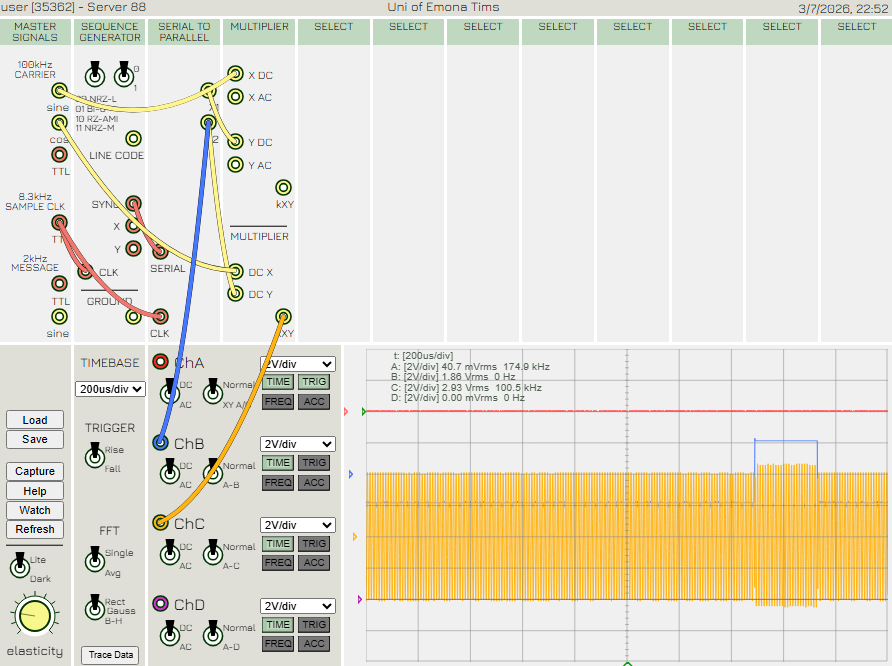 user [35362] - Server 88
Uni of Emona Tims
3/7/2026, 22:52
MASTER SIGNALS
SEQUENCE GENERATOR
SERIAL TO PARALLEL
MULTIPLIER
SELECT
SELECT
SELECT
SELECT
SELECT
SELECT
SELECT
SELECT
100kHz
CARRIER
sine
cos
TTL
8.3kHz
SAMPLE CLK
2kHz
MESSAGE
TTL
sine
0
1
01 BI-
10 RZ-AMI
11 NRZ-M
LINE CODE
SYNC
X
Y
CLK
GROUND
2
SERIAL
CLK
X DC
X AC
Y DC
Y AC
kXY
MULTIPLIER
DC X
DC Y
Load
Save
Capture
Help
Watch
Refresh
Lite
Dark
elasticity
TIMEBASE
200us/div
TRIGGER
Rise
Fall
FFT
Single
Avg
Rect
Gauss
B-H
Trace Data
ChA
2V/div
DC
AC
Normal
TIME
TRIG
FREQ
ACC
ChB
2V/div
DC
AC
Normal
A-B
TIME
TRIG
FREQ
ACC
ChC
2V/div
DC
AC
Normal
A-C
TIME
TRIG
FREQ
ACC
ChD
2V/div
DC
AC
Normal
A-D
TIME
TRIG
FREQ
ACC
t: [200us/div]
A: [2V/div] 40.7 mVrms 174.9 kHz
B: [2V/div] 1.86 Vrms 0 Hz
C: [2V/div] 2.93 Vrms 100.5 kHz
D: [2V/div] 0.00 mVrms 0 Hz